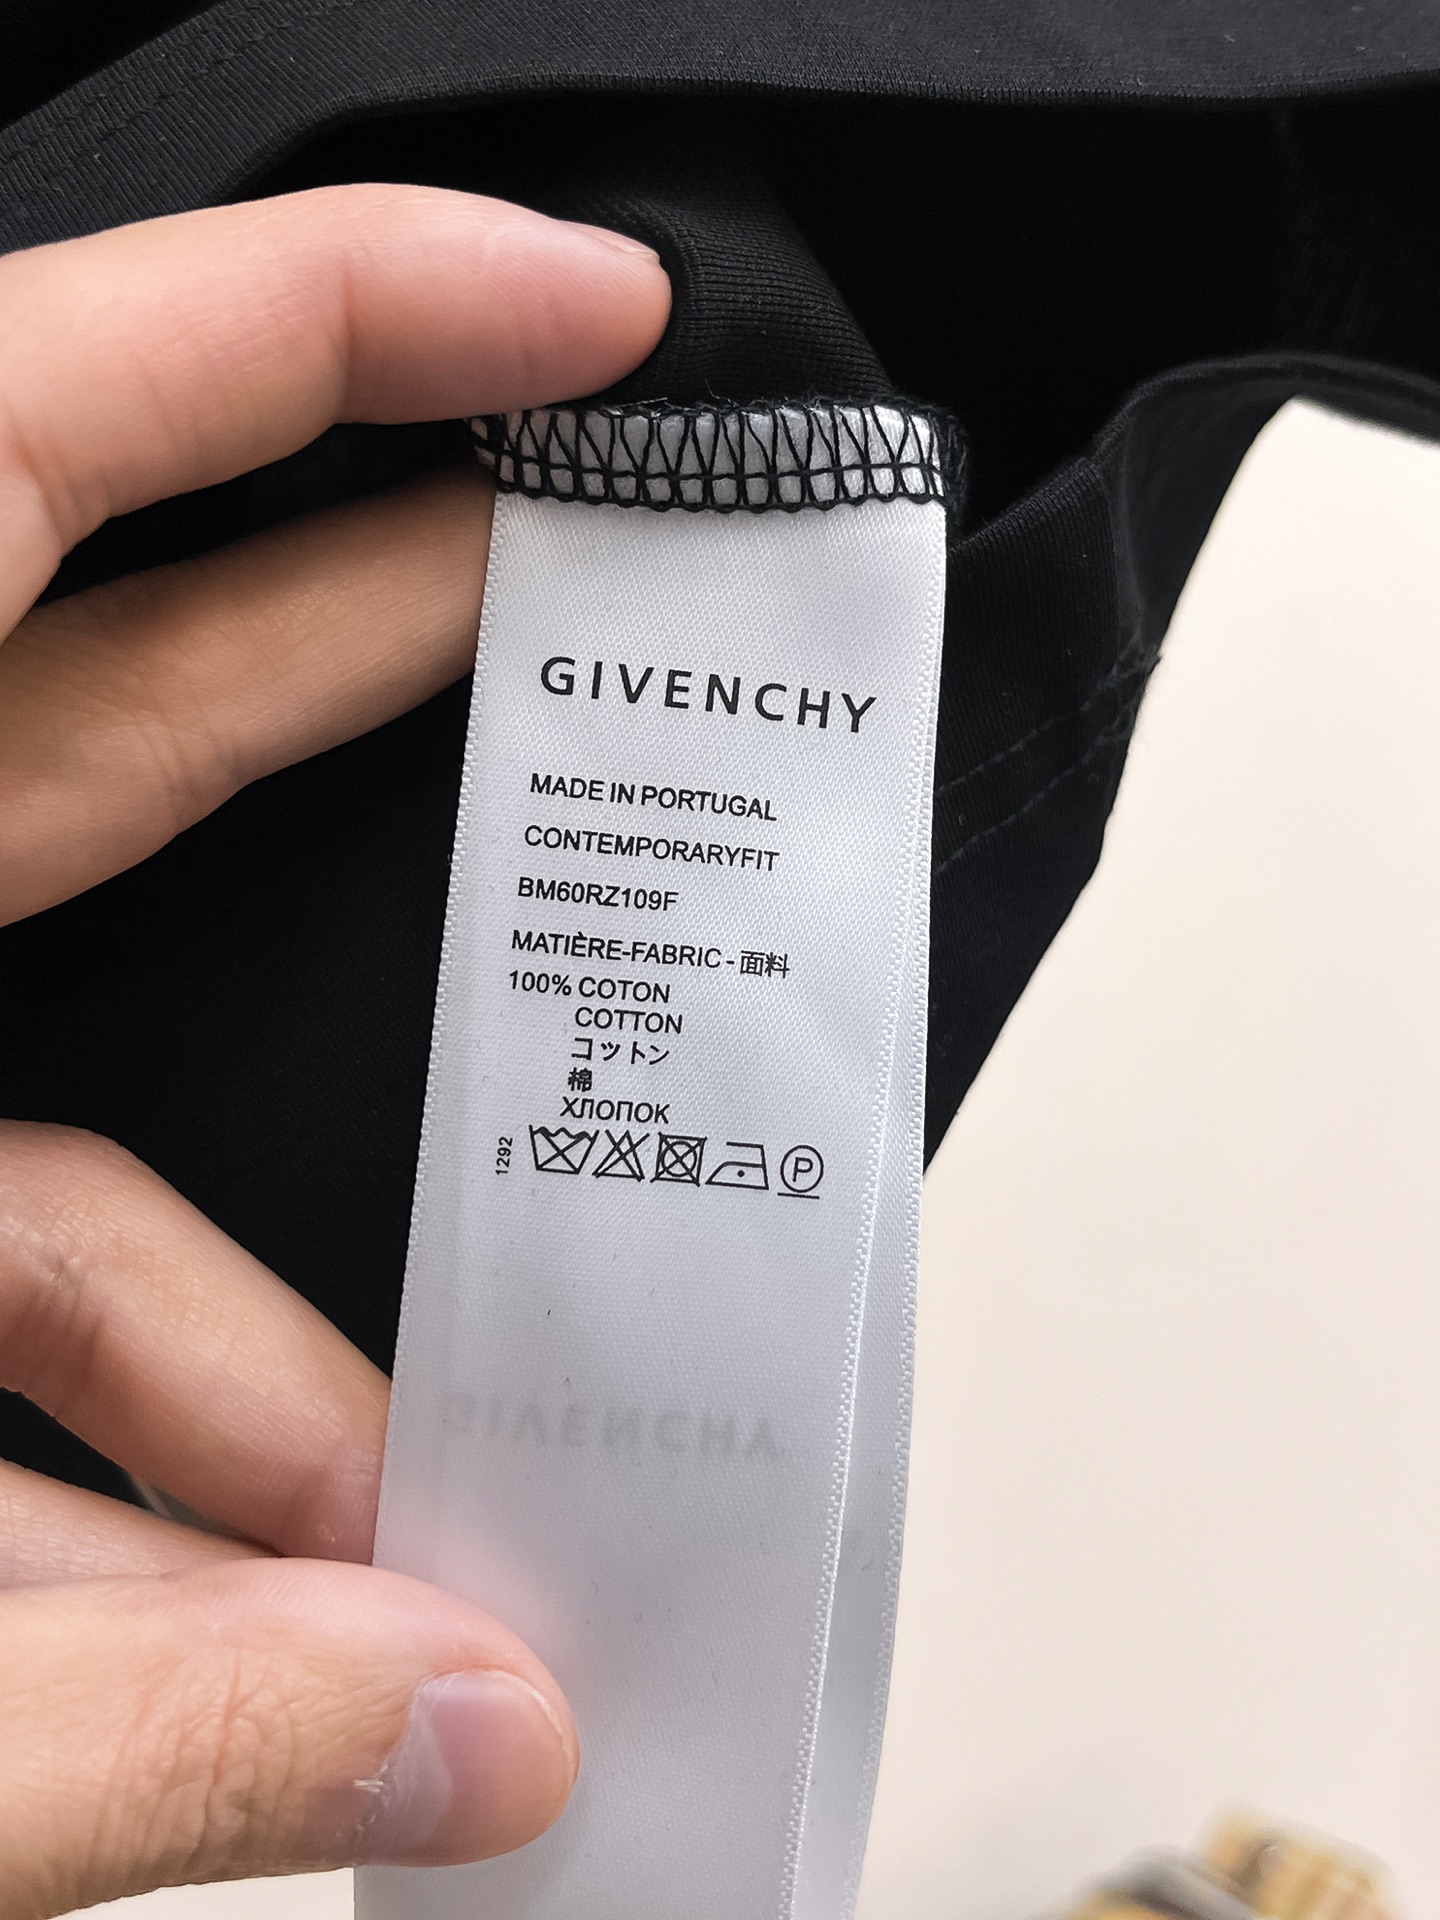 GIVENCHY
MADE IN PORTUGAL
CONTEMPORARYFIT
BM60RZ109F
MATIÈRE-FABRIC - 面料
100% COTON
COTTON
コットン
棉
ХЛОПОК
1292
P
GIVENCHY